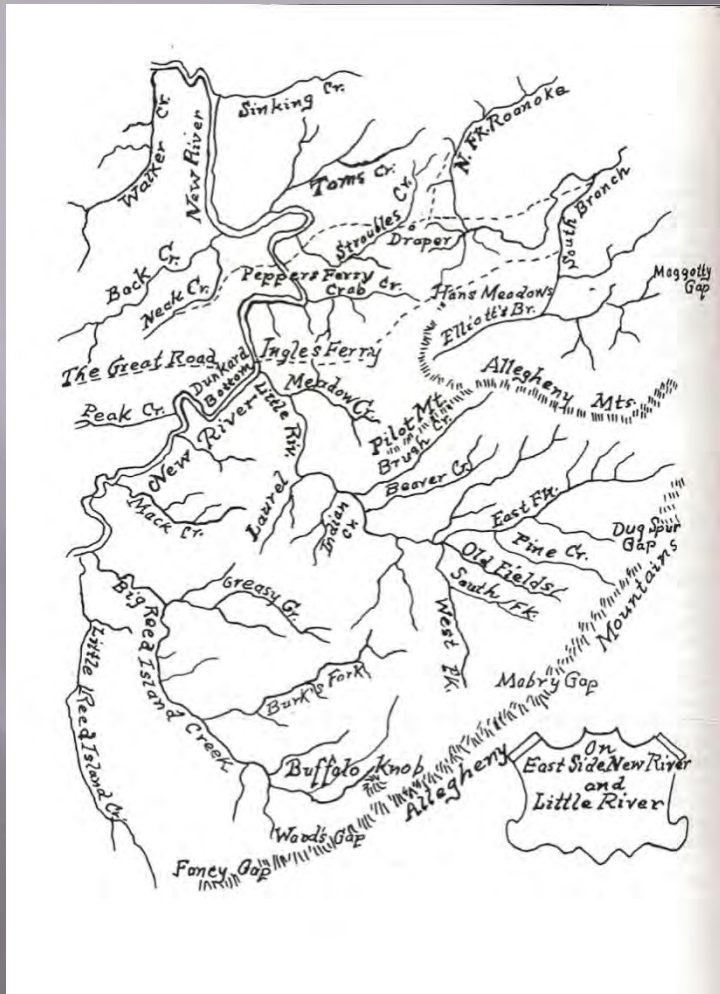 Sinking Cr.
Walker Cr.
New River
N. Fk. Roanoke
Toms Cr.
Stroubles Cr.
Draper
South Branch
Back Cr.
Neak Cr.
Peppers Ferry
Crab Cr.
Hans Meadows
Maggotty
Gap
Elliott's Br.
The Great Road
Dunkard
Bottom
Ingles Ferry
Allegheny Mts.
Peak Cr.
New River
Little Riv.
Meadow Cr.
Pilot Mt.
Brush Cr.
Mack Cr.
Laurel
Indian
Ck
Beaver Cr.
East Fk.
Pine Cr.
Dug Spur
Gap
Old Fields
South Fk.
West Fk.
Big Reed Island Creek
Greasy Cr.
Little Reed Island Cr.
Burk's Fork
Mabry Gap
Buffalo Knob
Allegheny Mountains
Wood's Gap
Fancy Gap
On
East Side New River
and
Little River